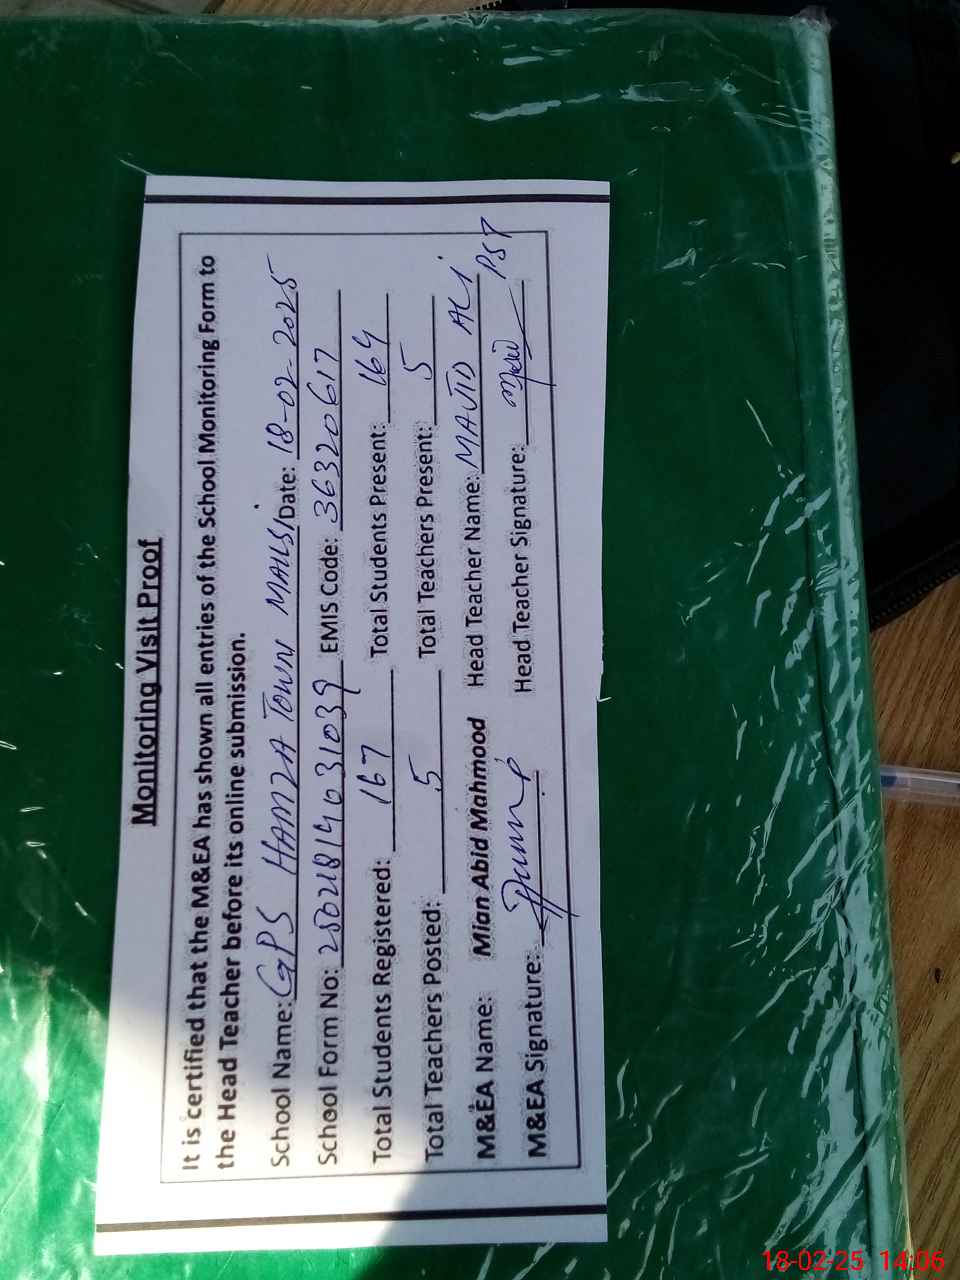 Monitoring Visit Proof
It is certified that the M&EA has shown all entries of the School Monitoring Form to
the Head Teacher before its online submission.
School Name: GPS HAMZA TOWN MAILSI Date: 18-02-2025
School Form No: 25021814031039 EMIS Code: 36320617
Total Students Registered: 167 Total Students Present: 164
Total Teachers Posted: 5 Total Teachers Present: 5
M&EA Name: Mian Abid Mahmood Head Teacher Name: MAJID ALI
M&EA Signature: Head Teacher Signature: PST
18-02-25 14:06